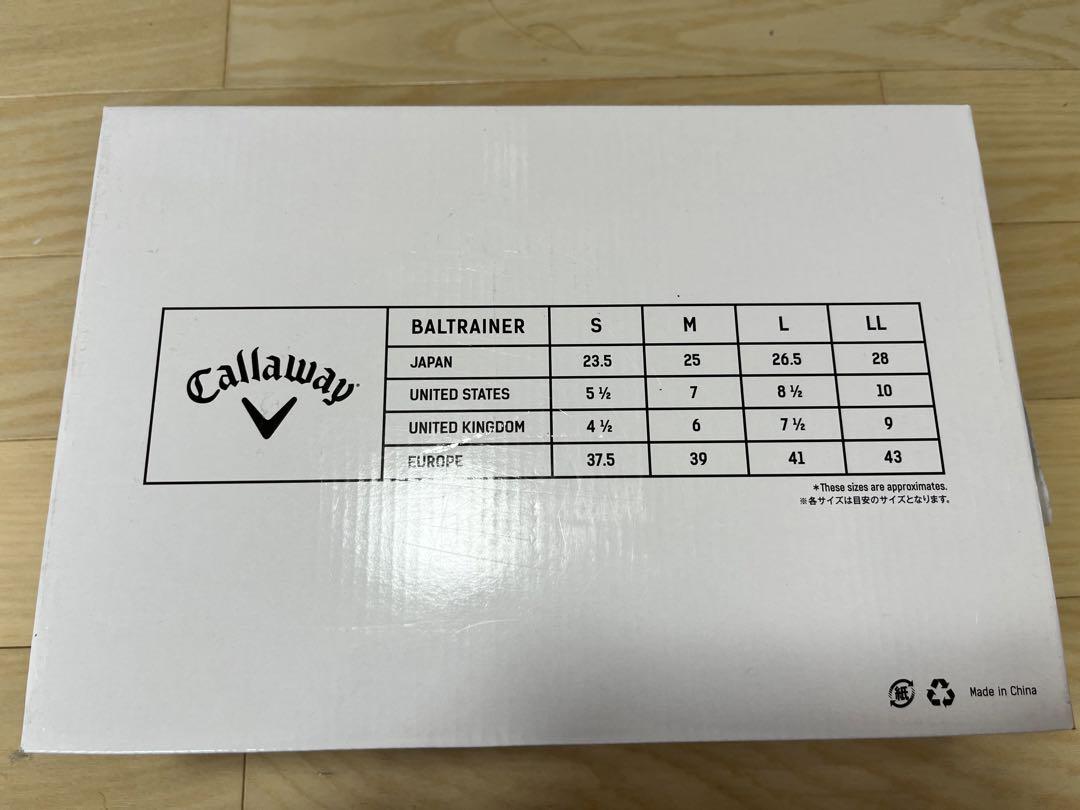 Callaway
BALTRAINER S M L LL
JAPAN 23.5 25 26.5 28
UNITED STATES 5 ½ 7 8 ½ 10
UNITED KINGDOM 4 ½ 6 7 ½ 9
EUROPE 37.5 39 41 43
*These sizes are approximates.
※各サイズは目安のサイズとなります。
紙 Made in China